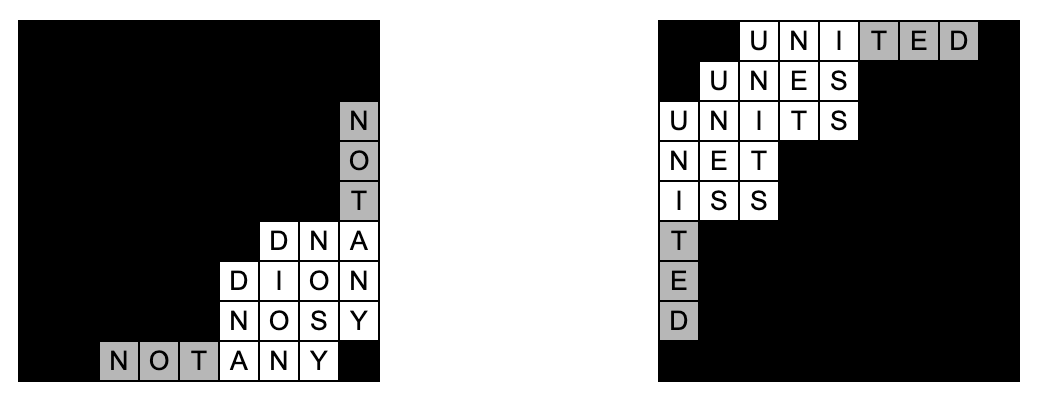 N
O
T
D N A
D I O N
N O S Y
N O T A N Y
U N I T E D
U N E S
U N I T S
N E T
I S S
T
E
D